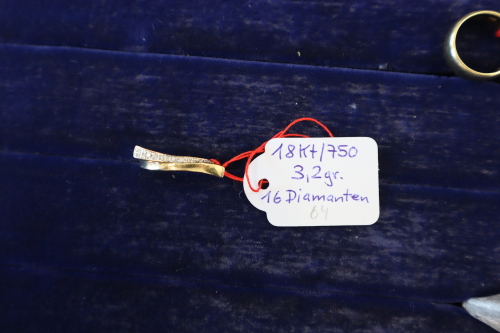 18Kt/750
3,2gr.
16 Diamanten
64